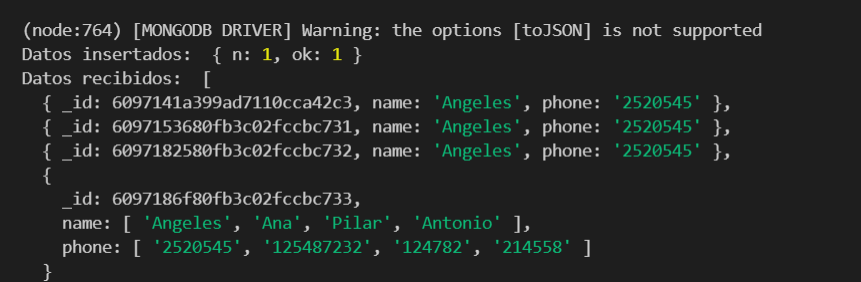 (node:764) [MONGODB DRIVER] Warning: the options [toJSON] is not supported
Datos insertados:  { n: 1, ok: 1 }
Datos recibidos:  [
  { _id: 6097141a399ad7110cca42c3, name: 'Angeles', phone: '2520545' },
  { _id: 6097153680fb3c02fccbc731, name: 'Angeles', phone: '2520545' },
  { _id: 6097182580fb3c02fccbc732, name: 'Angeles', phone: '2520545' },
  {
    _id: 6097186f80fb3c02fccbc733,
    name: [ 'Angeles', 'Ana', 'Pilar', 'Antonio' ],
    phone: [ '2520545', '125487232', '124782', '214558' ]
  }